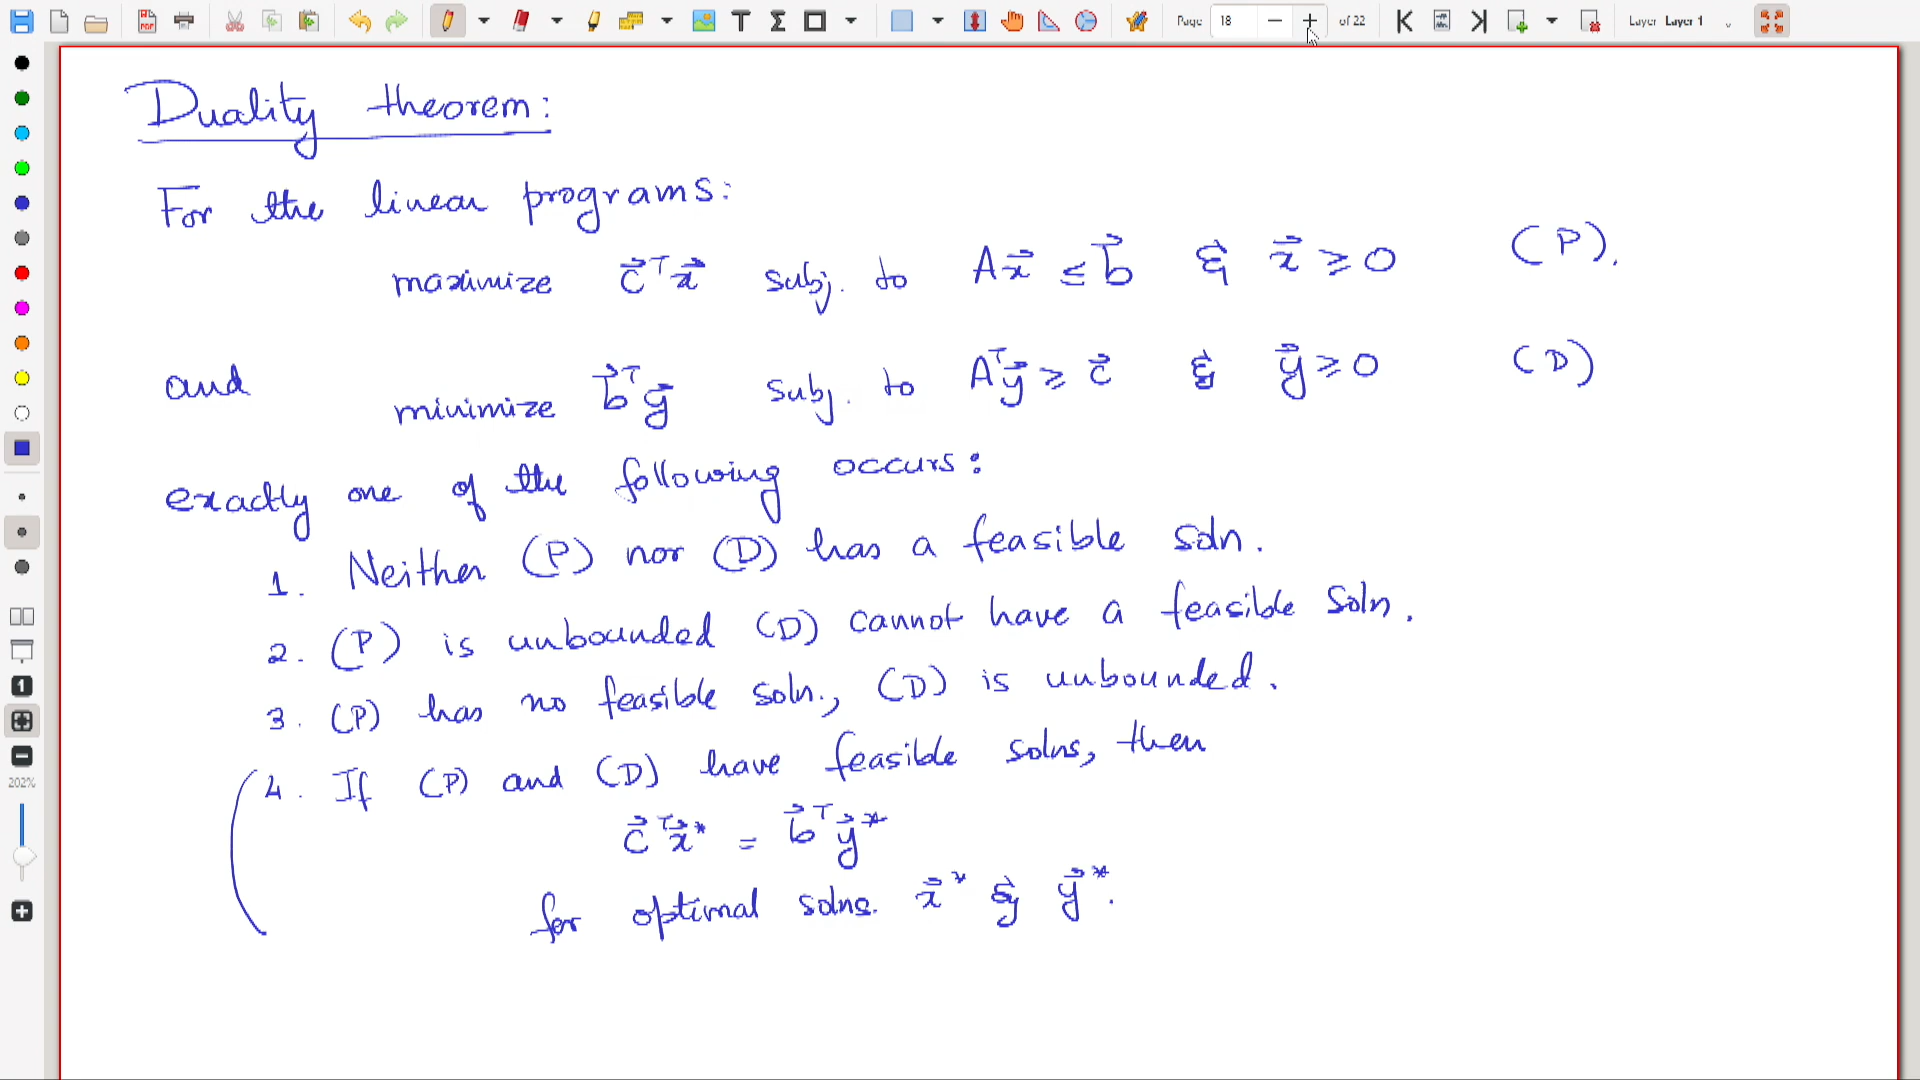 Page 18 of 22 Layer Layer 1
Duality theorem:
For the linear programs:
maximize c⃗ᵀx⃗ subj. to Ax⃗ ≤ b⃗ & x⃗ ≥ 0 (P).
and minimize b⃗ᵀy⃗ subj. to Aᵀy⃗ ≥ c⃗ & y⃗ ≥ 0 (D)
exactly one of the following occurs:
1. Neither (P) nor (D) has a feasible soln.
2. (P) is unbounded (D) cannot have a feasible soln.
3. (P) has no feasible soln., (D) is unbounded.
4. If (P) and (D) have feasible solns, then
c⃗ᵀx⃗* = b⃗ᵀy⃗*
for optimal solns. x⃗* & y⃗*.
202%